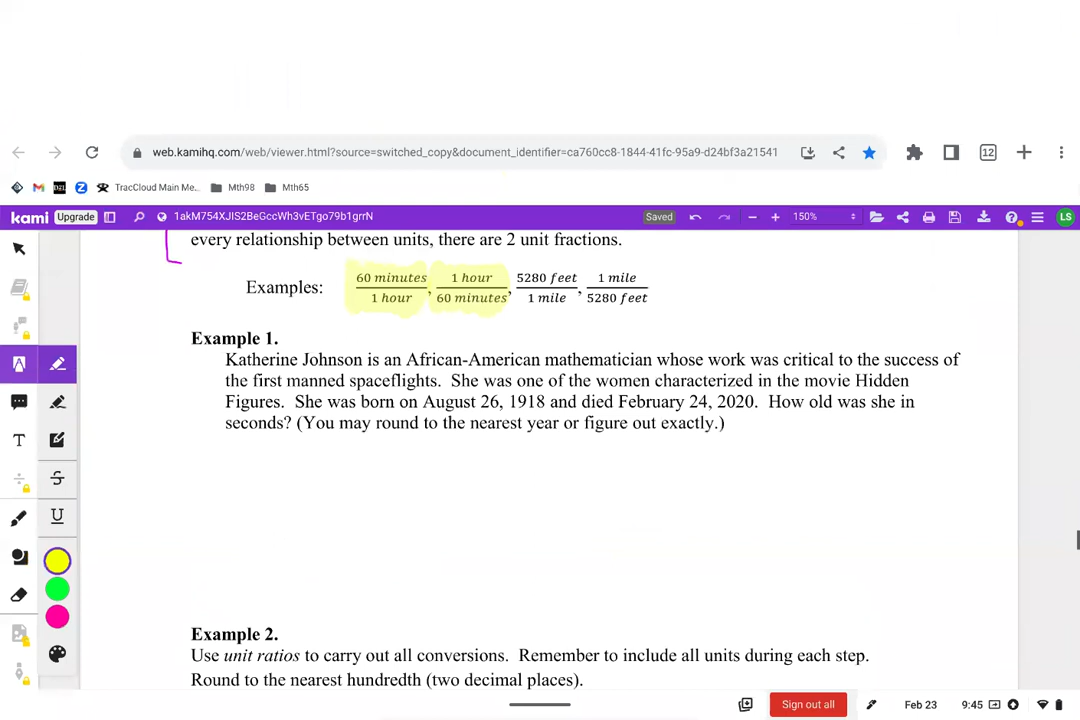 web.kamihq.com/web/viewer.html?source=switched_copy&document_identifier=ca760cc8-1844-41fc-95a9-d24bf3a21541
12
DEL Z TracCloud Main Me... Mth98 Mth65
kami Upgrade 1akM754XJIS2BeGccWh3vETgo79b1grrN Saved 150% LS
every relationship between units, there are 2 unit fractions.
Examples: 60 minutes/1 hour, 1 hour/60 minutes, 5280 feet/1 mile, 1 mile/5280 feet
Example 1.
Katherine Johnson is an African-American mathematician whose work was critical to the success of
the first manned spaceflights. She was one of the women characterized in the movie Hidden
Figures. She was born on August 26, 1918 and died February 24, 2020. How old was she in
seconds? (You may round to the nearest year or figure out exactly.)
Example 2.
Use unit ratios to carry out all conversions. Remember to include all units during each step.
Round to the nearest hundredth (two decimal places).
Sign out all Feb 23 9:45